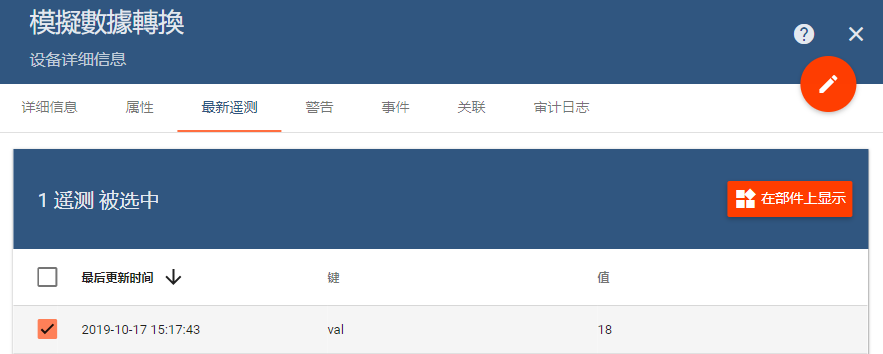 模擬數據轉換
设备详细信息
详细信息 属性 最新遥测 警告 事件 关联 审计日志
1 遥测 被选中
在部件上显示
最后更新时间 键 值
2019-10-17 15:17:43 val 18